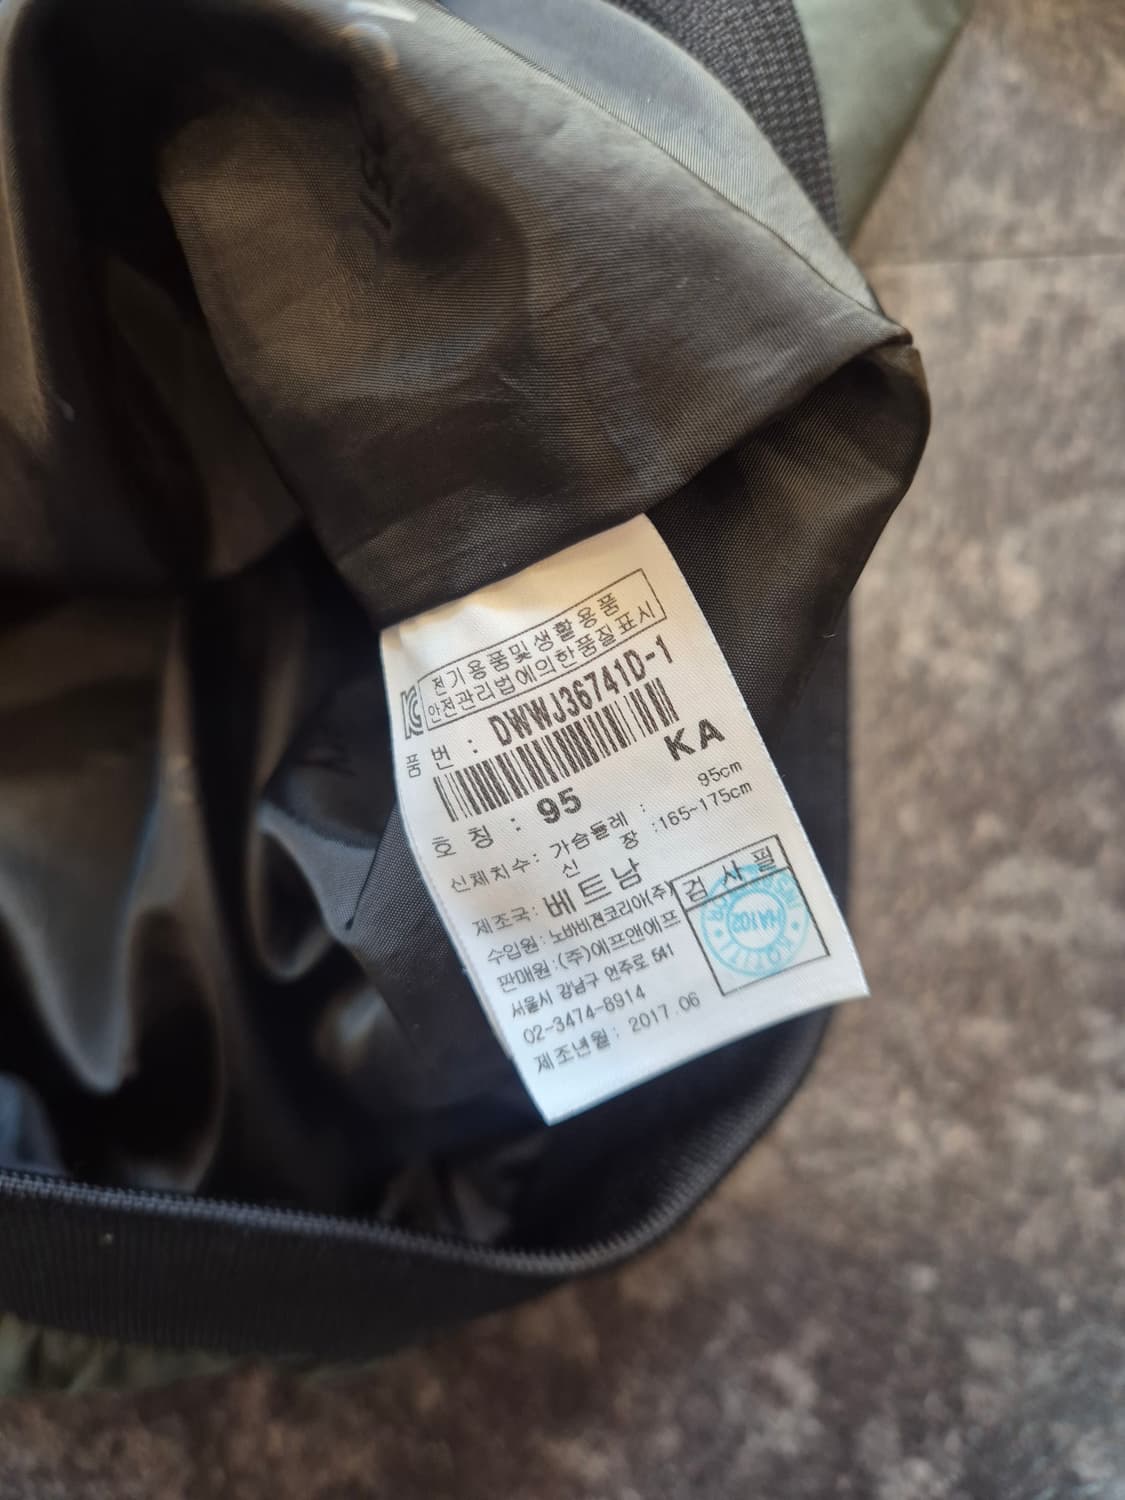 전기용품및생활용품
안전관리법에의한품질표시
품 번 : DWWJ36741D-1
KA
호 칭 : 95
신체치수: 가슴둘레 : 95cm
신 장 :165~175cm
제조국: 베트남
수입원: 노바비젼코리아(주)
판매원:(주)에프앤에프
서울시 강남구 언주로 541
02-3474-8914
제조년월: 2017.06
검 사 필
KOTITI
HA102